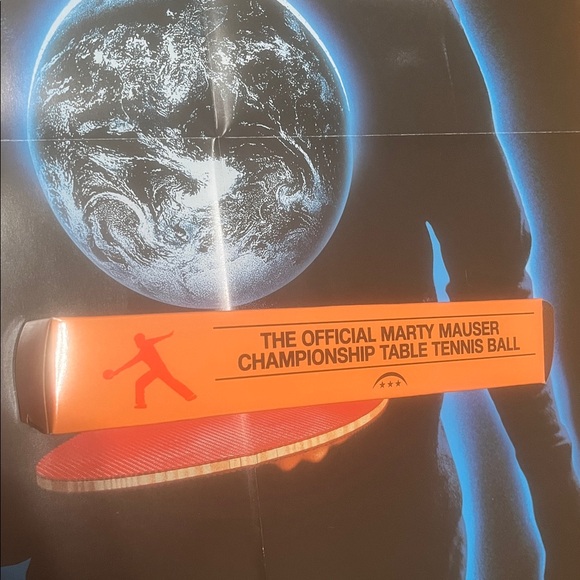 THE OFFICIAL MARTY MAUSER
CHAMPIONSHIP TABLE TENNIS BALL